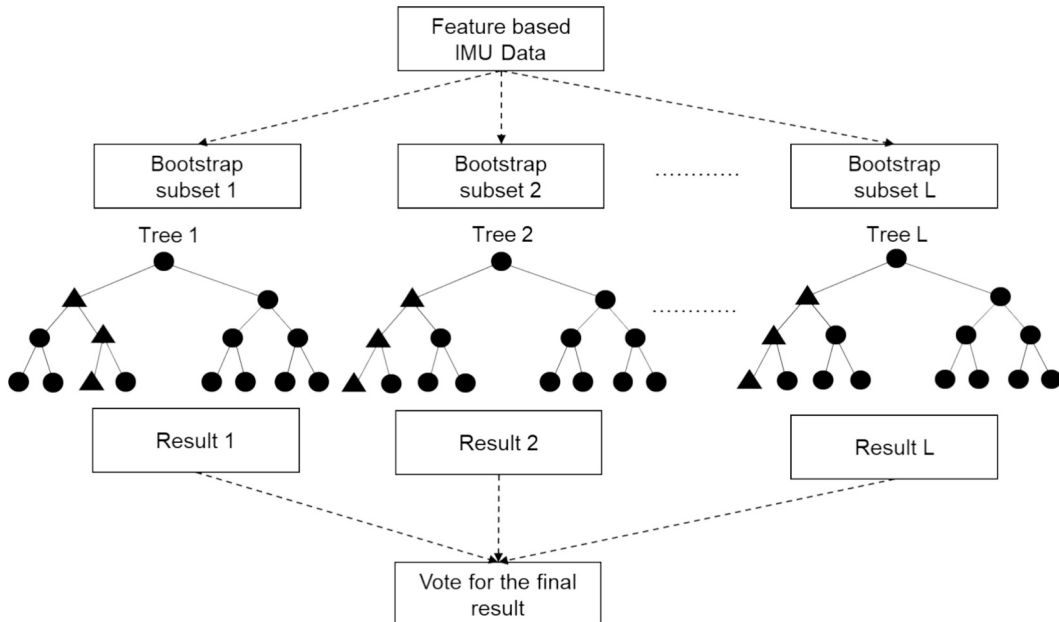 Feature based
IMU Data
Bootstrap
subset 1
Bootstrap
subset 2
Bootstrap
subset L
Tree 1
Tree 2
Tree L
Result 1
Result 2
Result L
Vote for the final
result